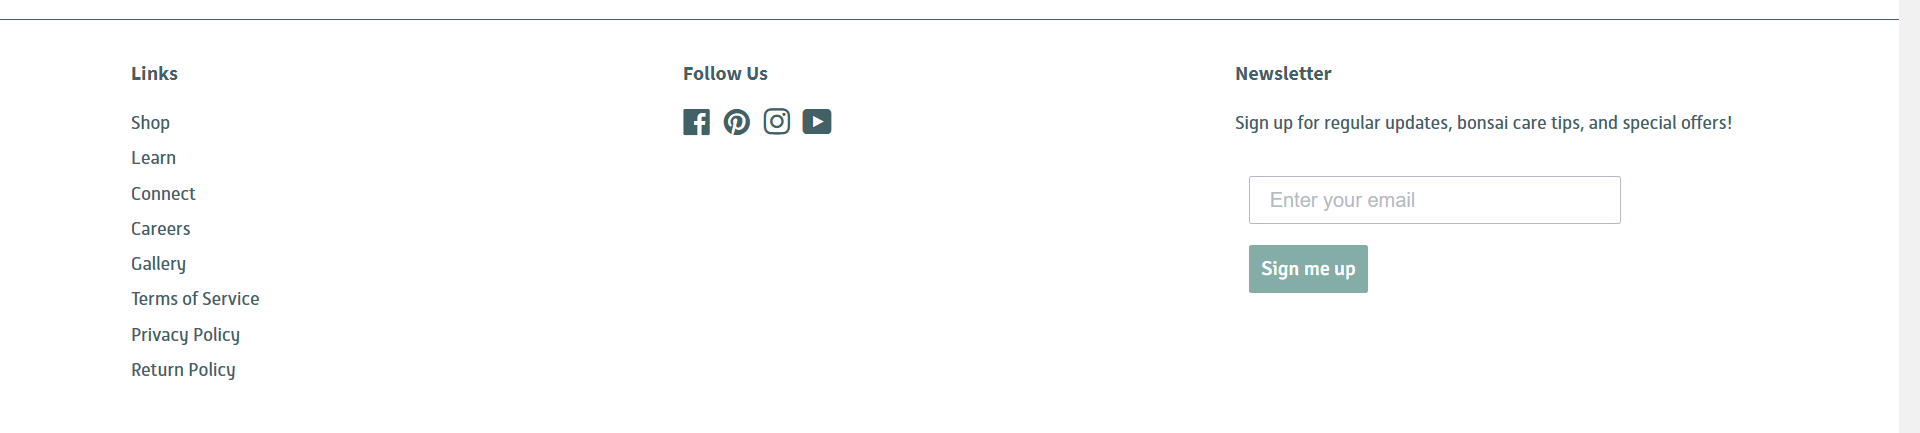 Links
Shop
Learn
Connect
Careers
Gallery
Terms of Service
Privacy Policy
Return Policy
Follow Us
Newsletter
Sign up for regular updates, bonsai care tips, and special offers!
Enter your email
Sign me up